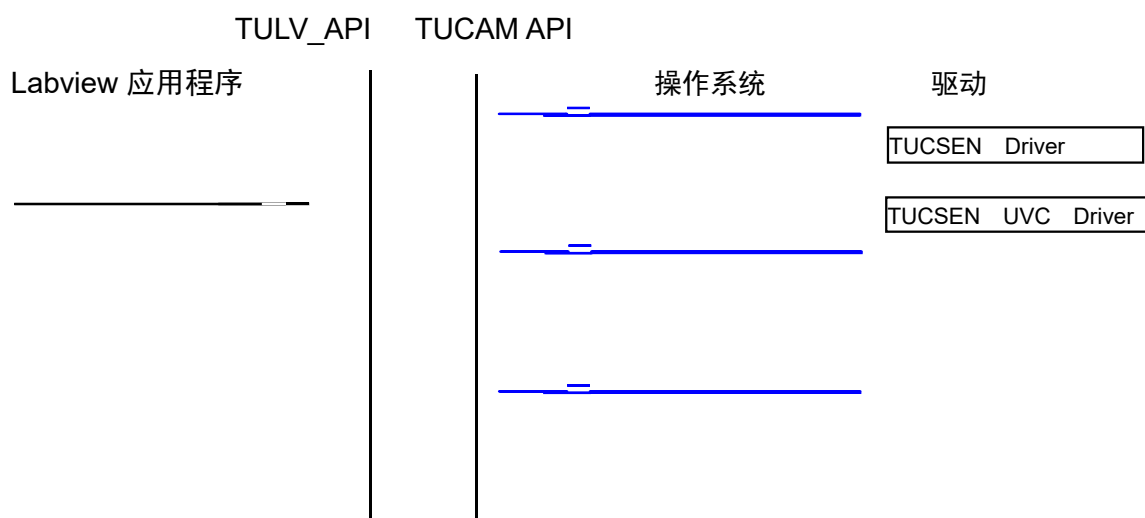 TULV_API TUCAM API
Labview 应用程序 操作系统 驱动
TUCSEN Driver
TUCSEN UVC Driver